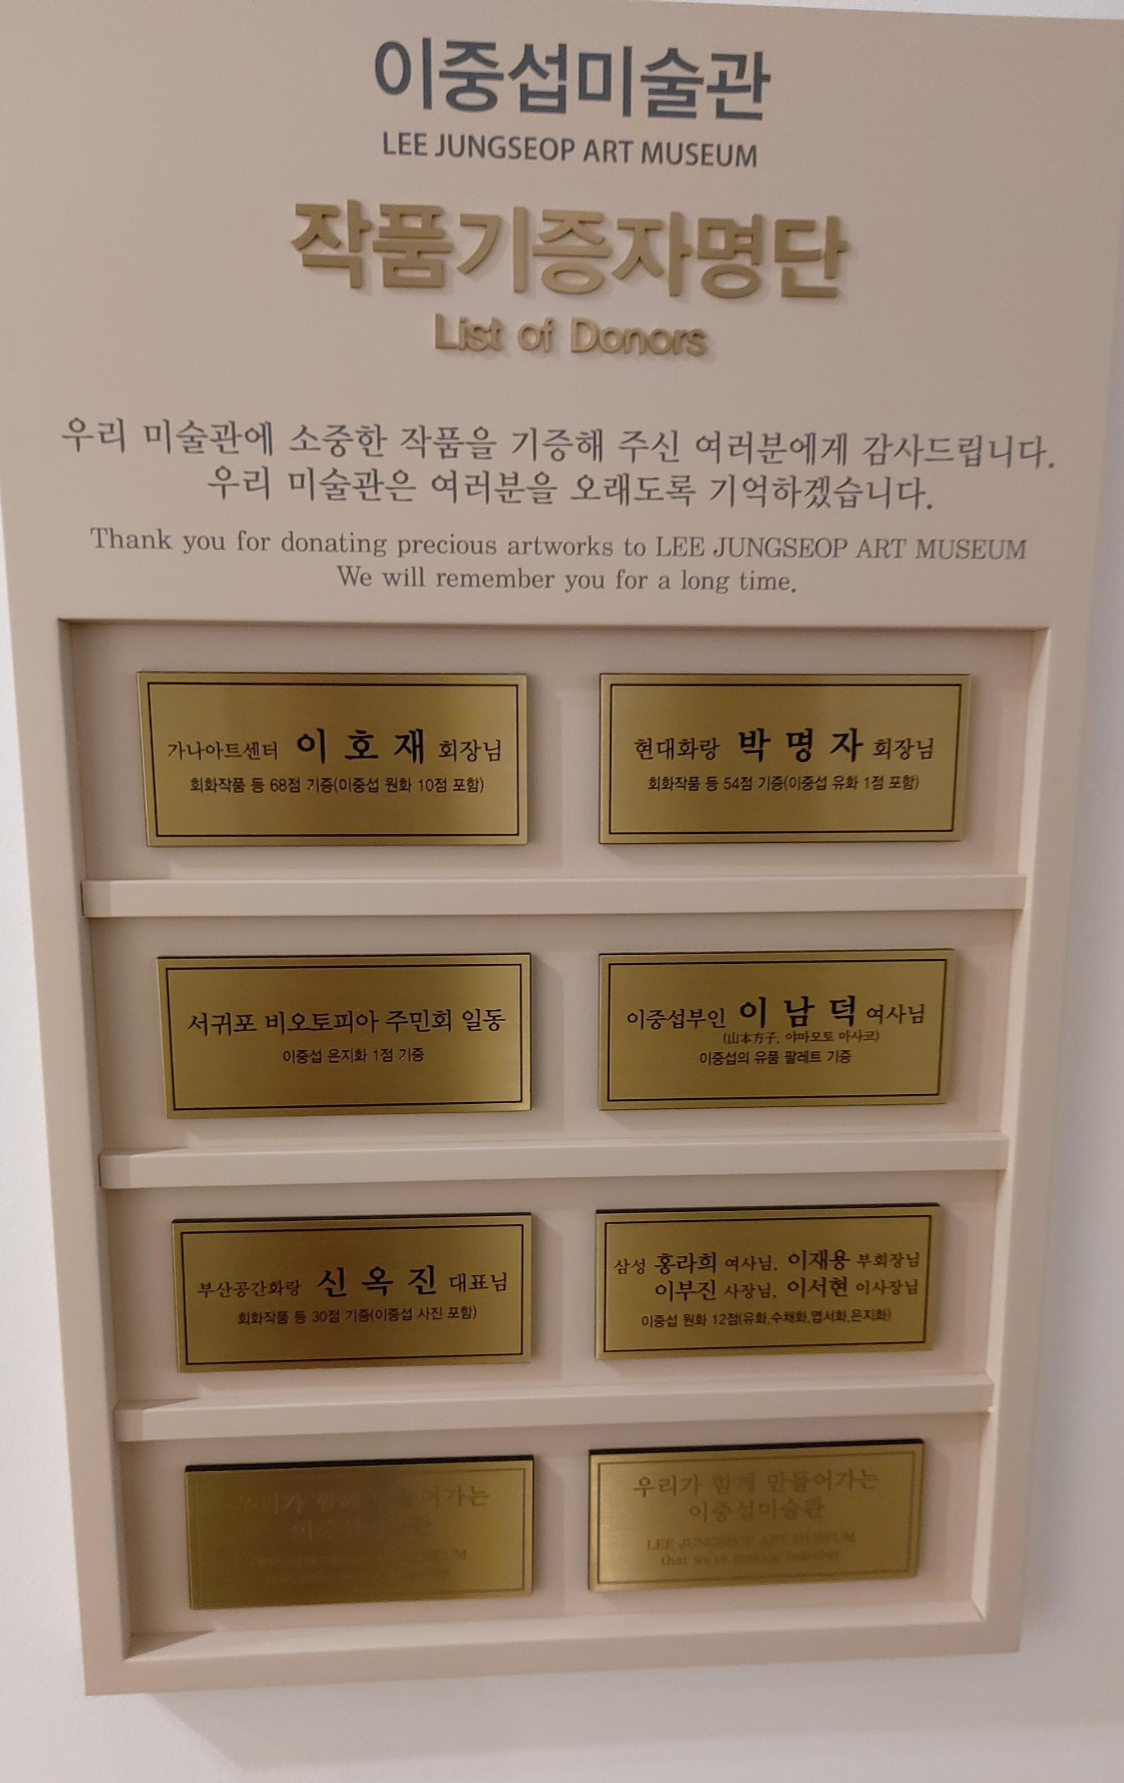 이중섭미술관
LEE JUNGSEOP ART MUSEUM
작품기증자명단
List of Donors
우리 미술관에 소중한 작품을 기증해 주신 여러분에게 감사드립니다.
우리 미술관은 여러분을 오래도록 기억하겠습니다.
Thank you for donating precious artworks to LEE JUNGSEOP ART MUSEUM
We will remember you for a long time.
가나아트센터 이 호 재 회장님
회화작품 등 68점 기증(이중섭 원화 10점 포함)
현대화랑 박 명 자 회장님
회화작품 등 54점 기증(이중섭 유화 1점 포함)
서귀포 비오토피아 주민회 일동
이중섭 은지화 1점 기증
이중섭부인 이 남 덕 여사님
(山本方子, 야마모토 마사코)
이중섭의 유품 팔레트 기증
부산공간화랑 신 옥 진 대표님
회화작품 등 30점 기증(이중섭 사진 포함)
삼성 홍라희 여사님, 이재용 부회장님
이부진 사장님, 이서현 이사장님
이중섭 원화 12점(유화,수채화,엽서화,은지화)
우리가 함께 만들어가는
우리가 함께 만들어가는
이중섭미술관
LEE JUNGSEOP ART MUSEUM
that we're making together